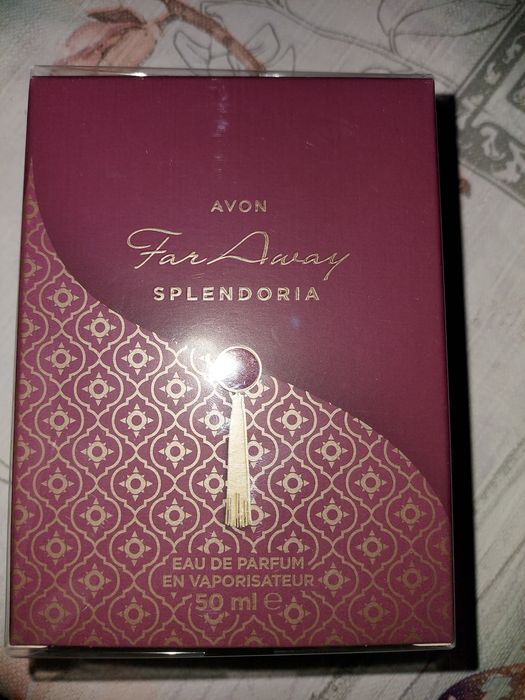 AVON
Far Away
SPLENDORIA
EAU DE PARFUM
EN VAPORISATEUR
50 ml ℮